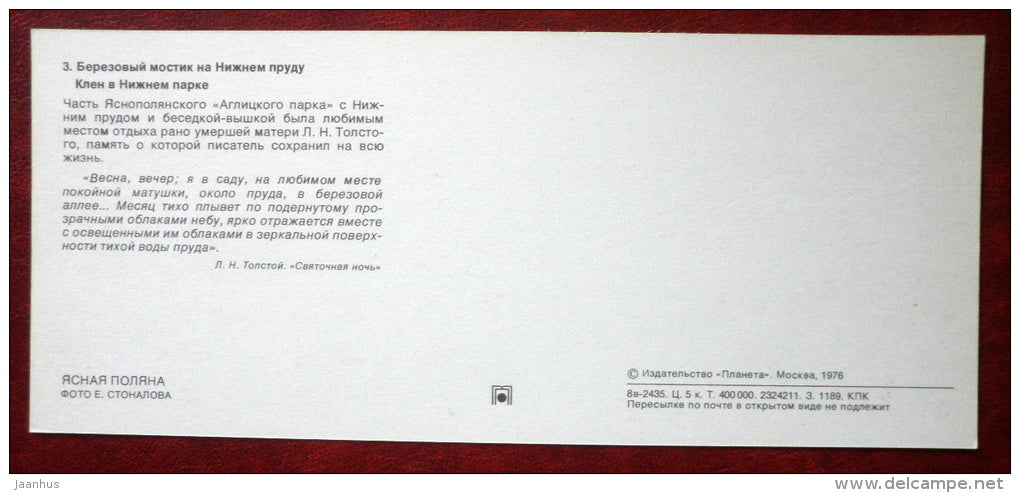 3. Березовый мостик на Нижнем пруду
Клен в Нижнем парке
Часть Яснополянского «Аглицкого парка» с Ниж-
ним прудом и беседкой-вышкой была любимым
местом отдыха рано умершей матери Л. Н. Толсто-
го, память о которой писатель сохранил на всю
жизнь.
«Весна, вечер; я в саду, на любимом месте
покойной матушки, около пруда, в березовой
аллее... Месяц тихо плывет по подернутому про-
зрачными облаками небу, ярко отражается вместе
с освещенными им облаками в зеркальной поверх-
ности тихой воды пруда».
Л. Н. Толстой. «Святочная ночь»
ЯСНАЯ ПОЛЯНА
ФОТО Е. СТОНАЛОВА
© Издательство «Планета». Москва, 1976
8в-2435. Ц. 5 к. Т. 400 000. 2324211. З. 1189. КПК
Пересылке по почте в открытом виде не подлежит
jaanhus
www.delcampe.net